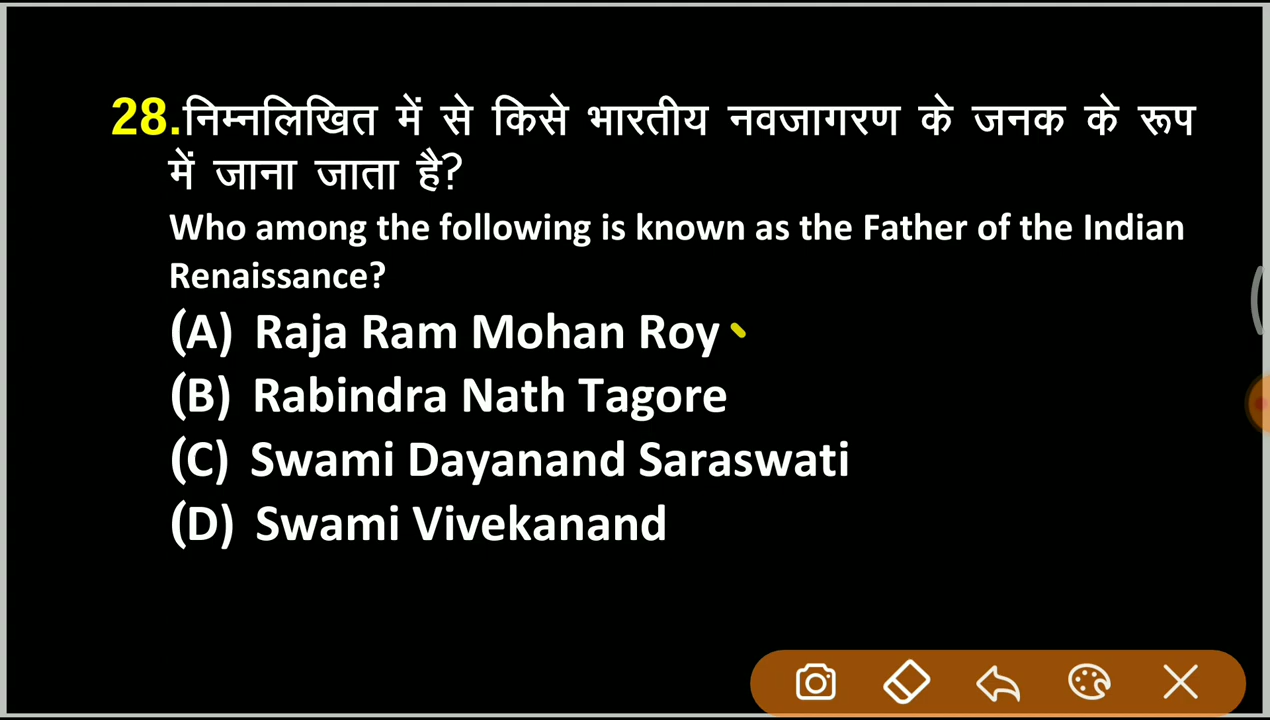 28.निम्नलिखित में से किसे भारतीय नवजागरण के जनक के रूप
में जाना जाता है?
Who among the following is known as the Father of the Indian
Renaissance?
(A) Raja Ram Mohan Roy
(B) Rabindra Nath Tagore
(C) Swami Dayanand Saraswati
(D) Swami Vivekanand